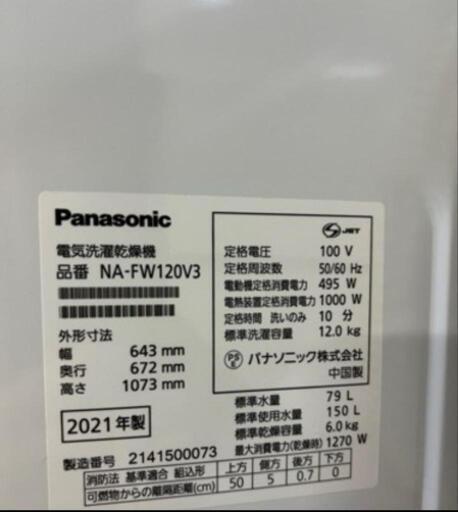 Panasonic
電気洗濯乾燥機
品番 NA-FW120V3
外形寸法
幅 643 mm
奥行 672 mm
高さ 1073 mm
2021年製
製造番号 2141500073
JET
定格電圧 100 V
定格周波数 50/60 Hz
電動機定格消費電力 495 W
電熱装置定格消費電力 1000 W
定格時間 洗いのみ 10 分
標準洗濯容量 12.0 kg
PSE パナソニック株式会社
中国製
標準水量 79 L
標準使用水量 150 L
標準乾燥容量 6.0 kg
最大消費電力(乾燥時) 1270 W
消防法 基準適合 組込形 上方 側方 後方 下方
可燃物からの離隔距離(cm) 50 5 0.7 0